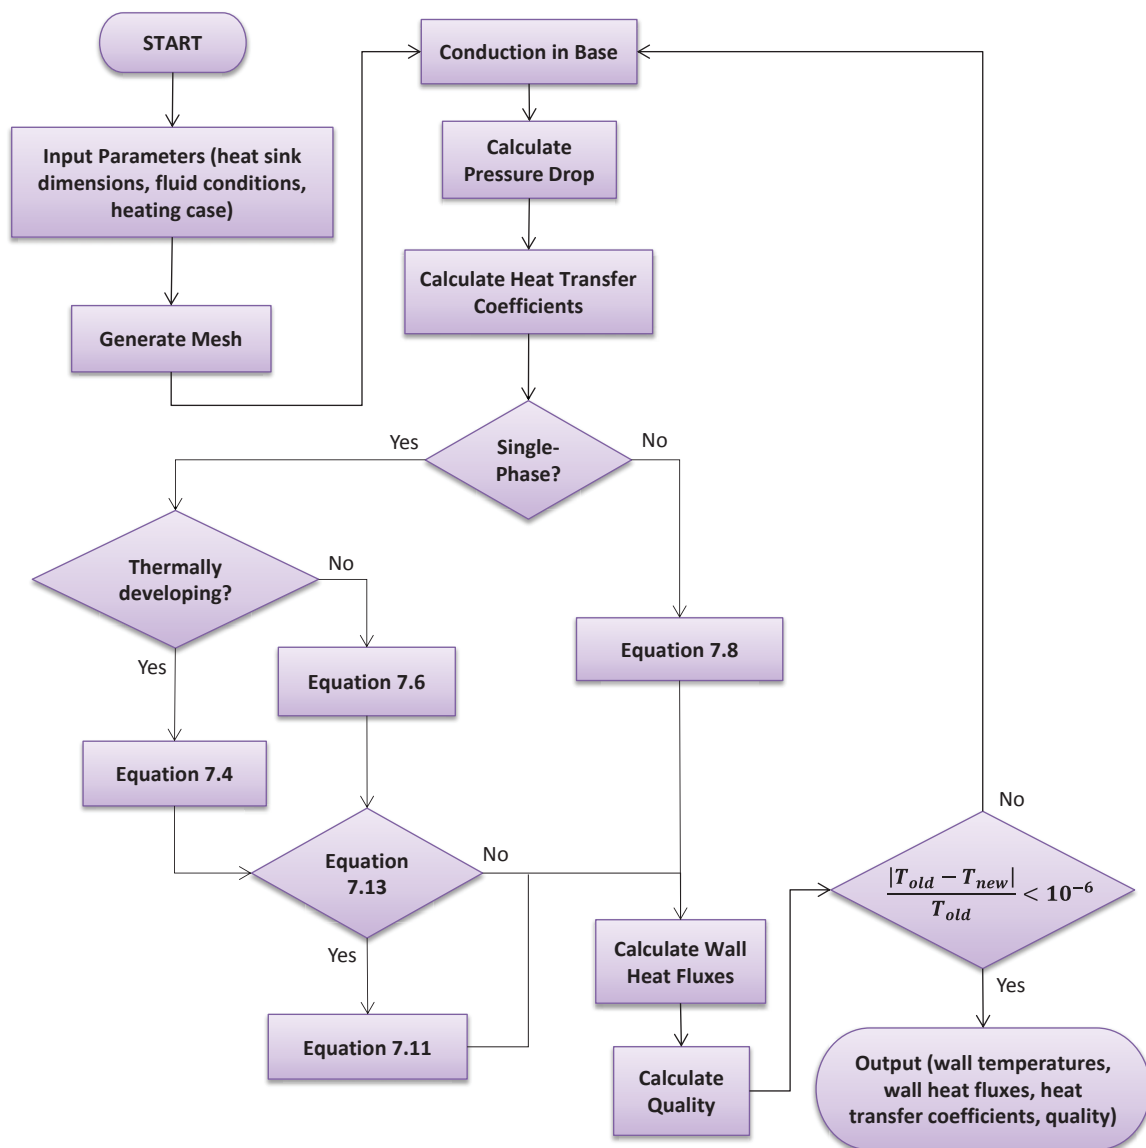 START
Input Parameters (heat sink
dimensions, fluid conditions,
heating case)
Generate Mesh
Conduction in Base
Calculate
Pressure Drop
Calculate Heat Transfer
Coefficients
Single-
Phase?
Yes
No
Thermally
developing?
No
Yes
Equation 7.6
Equation 7.8
Equation 7.4
Equation
7.13
No
Yes
Equation 7.11
Calculate Wall
Heat Fluxes
Calculate
Quality
No
|T_old − T_new| / T_old < 10⁻⁶
Yes
Output (wall temperatures,
wall heat fluxes, heat
transfer coefficients, quality)